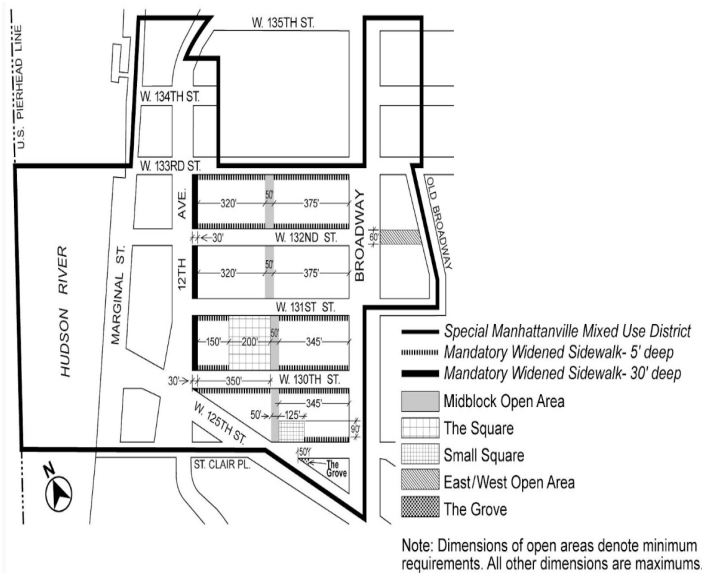 W. 135TH ST.
U.S. PIERHEAD LINE
W. 134TH ST.
W. 133RD ST.
AVE.
50'
320'
375'
BROADWAY
OLD BROADWAY
60'
30'
W. 132ND ST.
HUDSON RIVER
MARGINAL ST.
12TH
50'
320'
375'
W. 131ST ST.
50'
150'
200'
345'
30'
350'
W. 130TH ST.
345'
50'
125'
90'
W. 125TH ST.
50'
The
Grove
ST. CLAIR PL.
N
Special Manhattanville Mixed Use District
Mandatory Widened Sidewalk- 5' deep
Mandatory Widened Sidewalk- 30' deep
Midblock Open Area
The Square
Small Square
East/West Open Area
The Grove
Note: Dimensions of open areas denote minimum
requirements. All other dimensions are maximums.